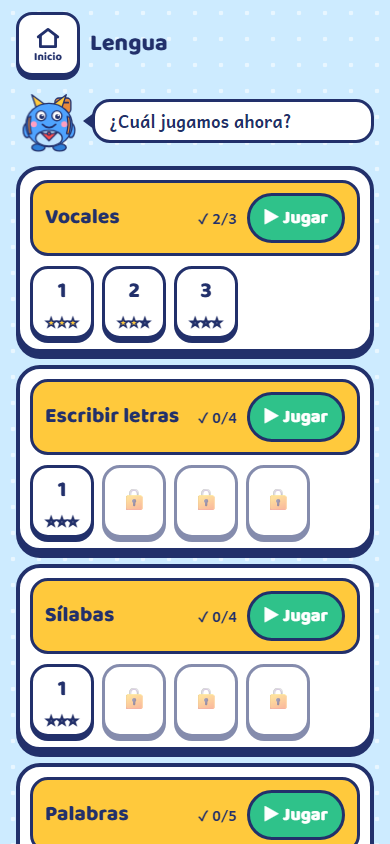 Inicio
Lengua
¿Cuál jugamos ahora?
Vocales ✓ 2/3 ▶ Jugar
1 2 3
Escribir letras ✓ 0/4 ▶ Jugar
1
Sílabas ✓ 0/4 ▶ Jugar
1
Palabras ✓ 0/5 ▶ Jugar